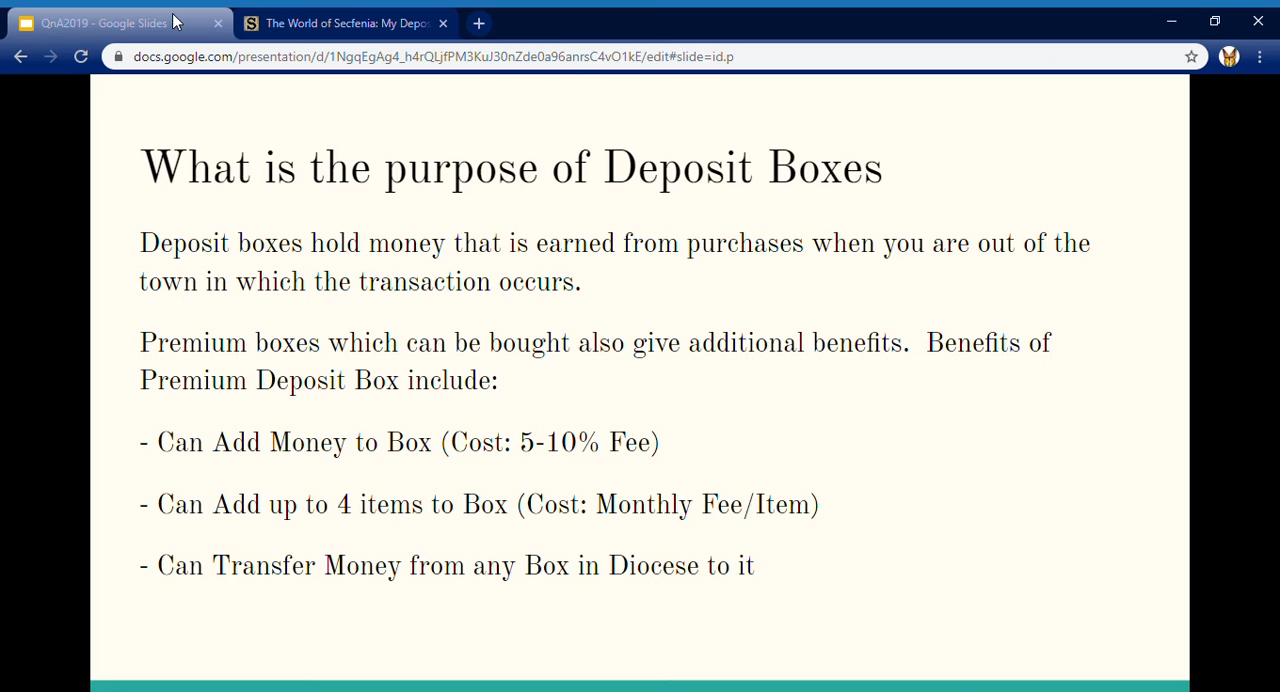 QnA2019 - Google Slides
The World of Secfenia: My Depos
docs.google.com/presentation/d/1NgqEgAg4_h4rQLjfPM3KuJ30nZde0a96anrsC4vO1kE/edit#slide=id.p
What is the purpose of Deposit Boxes
Deposit boxes hold money that is earned from purchases when you are out of the
town in which the transaction occurs.
Premium boxes which can be bought also give additional benefits.  Benefits of
Premium Deposit Box include:
- Can Add Money to Box (Cost: 5-10% Fee)
- Can Add up to 4 items to Box (Cost: Monthly Fee/Item)
- Can Transfer Money from any Box in Diocese to it